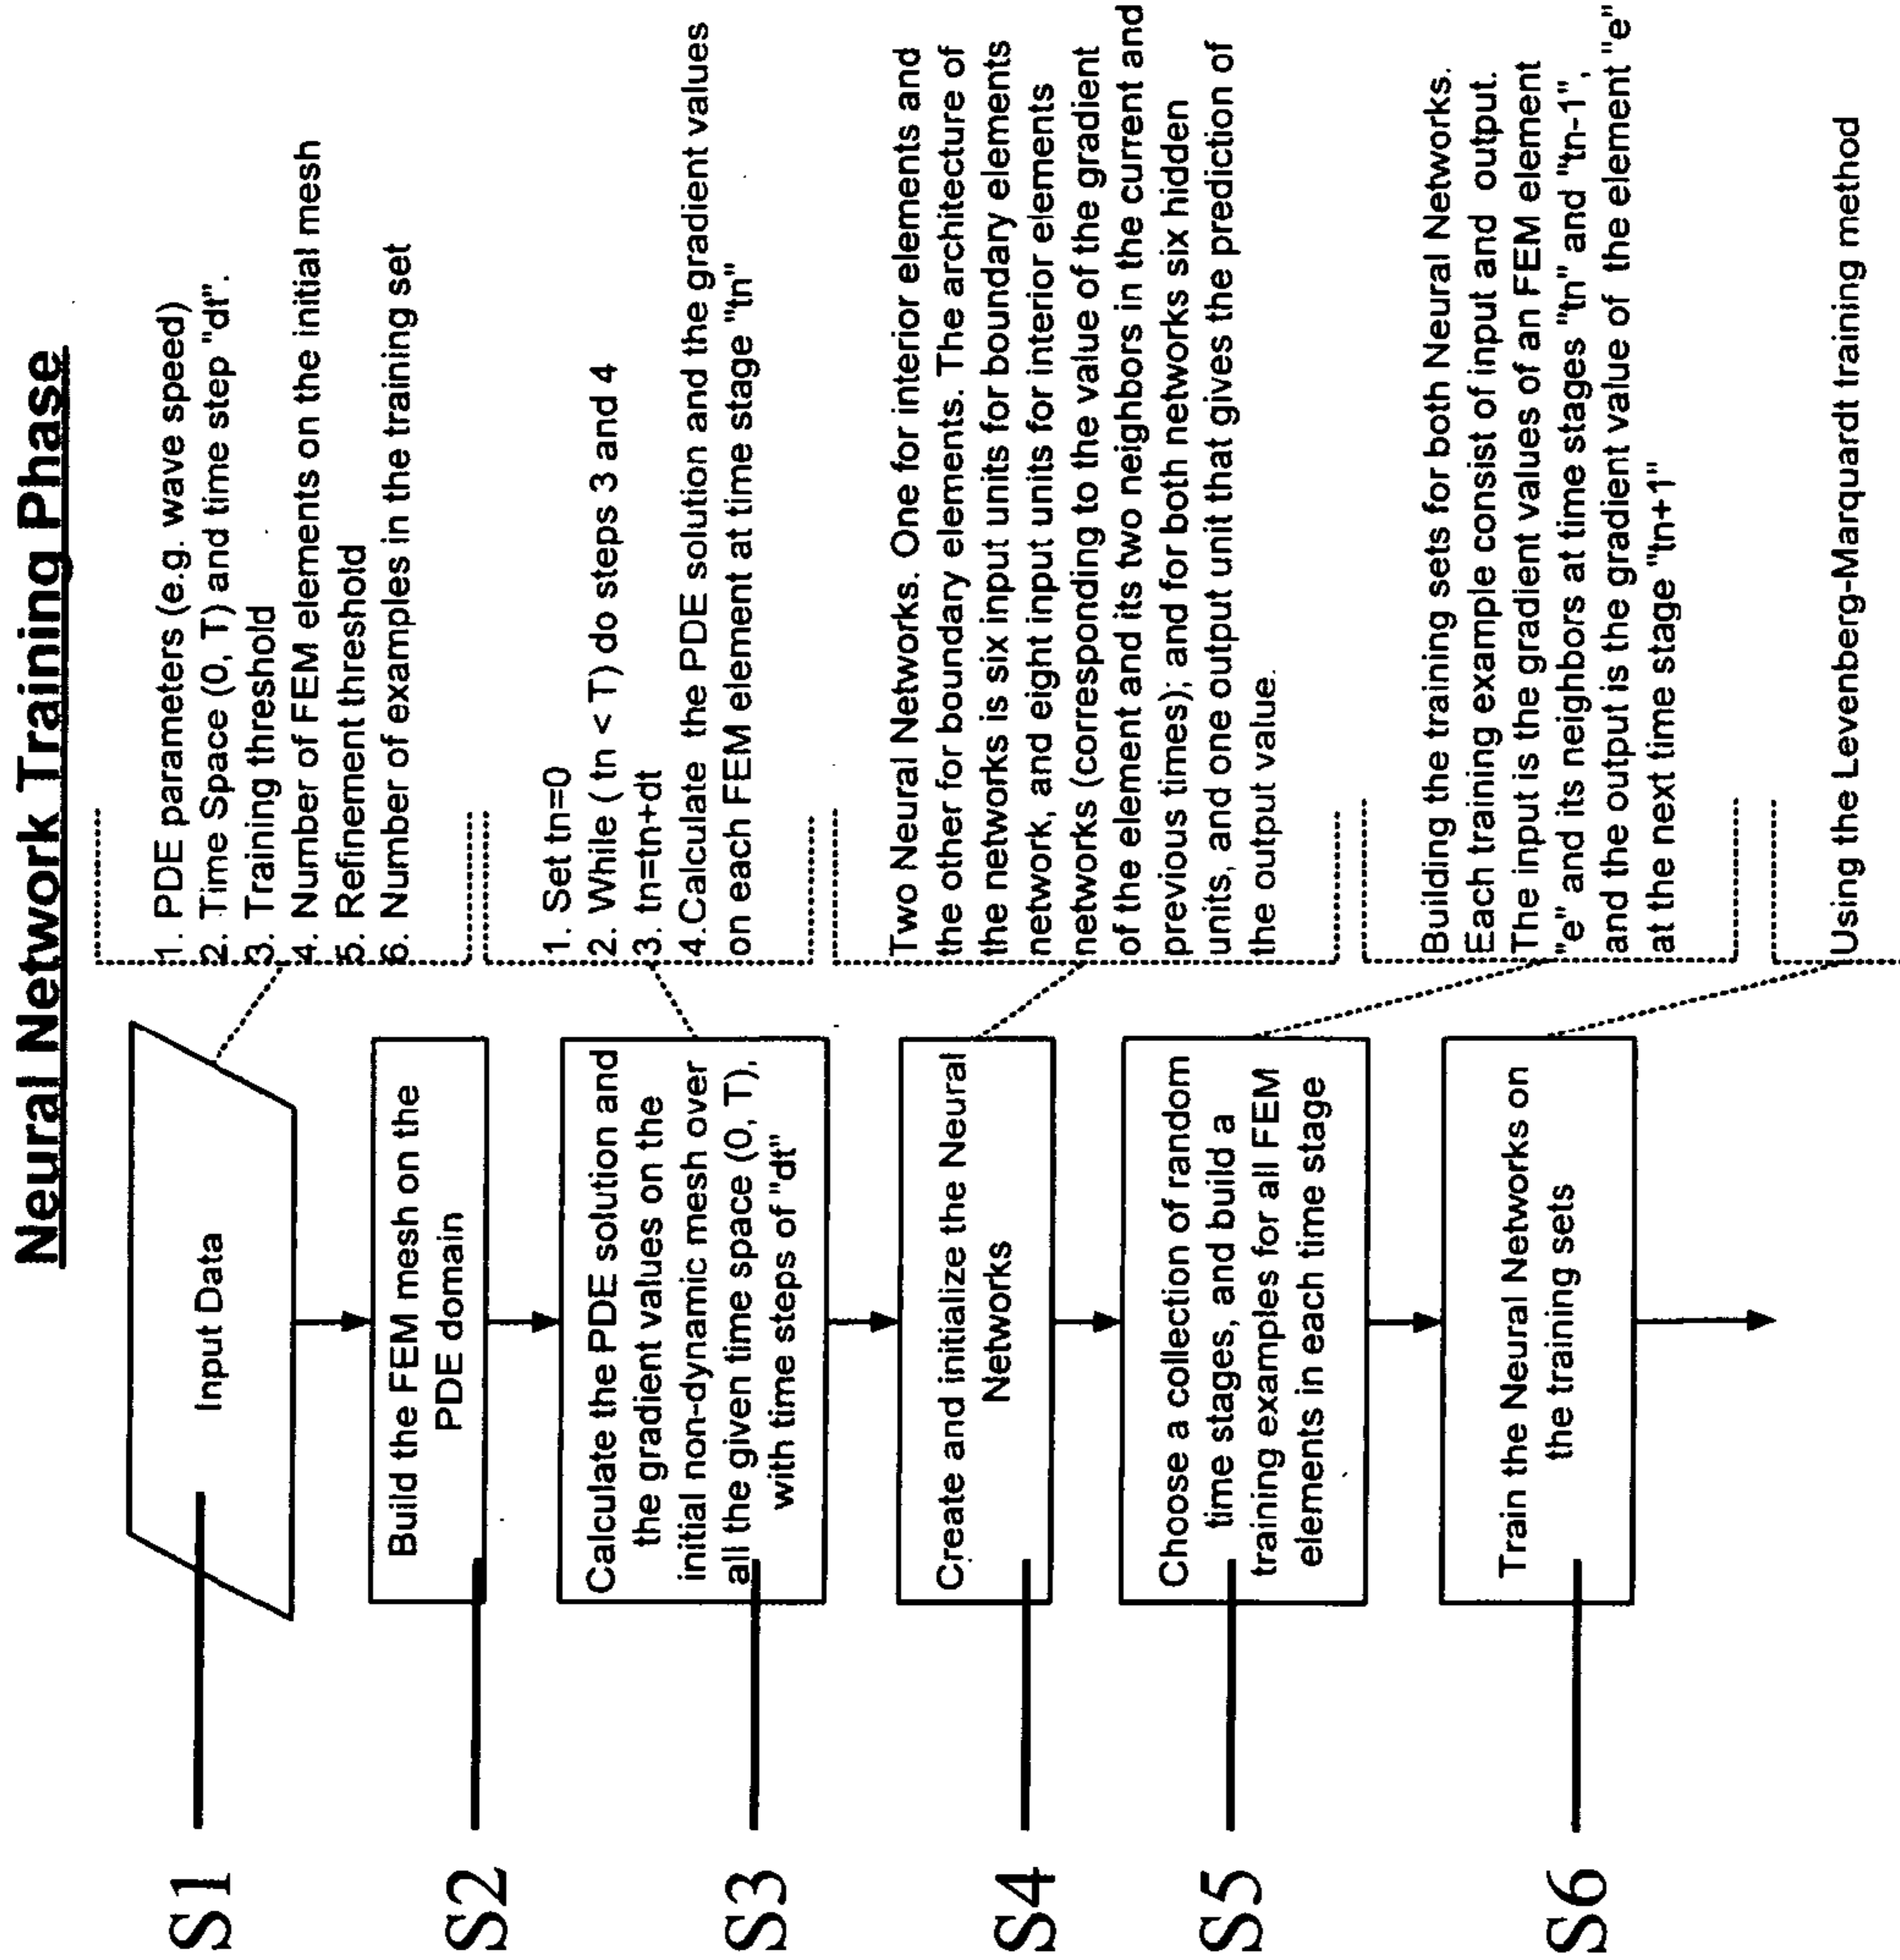 Neural Network Training Phase
S1
Input Data
1. PDE parameters (e.g. wave speed)
2. Time Space (0, T) and time step "dt".
3. Training threshold
4. Number of FEM elements on the initial mesh
5. Refinement threshold
6. Number of examples in the training set
S2
Build the FEM mesh on the
PDE domain
S3
Calculate the PDE solution and
the gradient values on the
initial non-dynamic mesh over
all the given time space (0, T),
with time steps of "dt"
1. Set tn=0
2. While ( tn < T) do steps 3 and 4
3. tn=tn+dt
4.Calculate the PDE solution and the gradient values
on each FEM element at time stage "tn"
S4
Create and initialize the Neural
Networks
Two Neural Networks. One for interior elements and
the other for boundary elements. The architecture of
the networks is six input units for boundary elements
network, and eight input units for interior elements
networks (corresponding to the value of the gradient
of the element and its two neighbors in the current and
previous times); and for both networks six hidden
units, and one output unit that gives the prediction of
the output value.
S5
Choose a collection of random
time stages, and build a
training examples for all FEM
elements in each time stage
Building the training sets for both Neural Networks.
Each training example consist of input and output.
The input is the gradient values of an FEM element
"e" and its neighbors at time stages "tn" and "tn-1",
and the output is the gradient value of the element "e"
at the next time stage "tn+1"
S6
Train the Neural Networks on
the training sets
Using the Levenberg-Marquardt training method